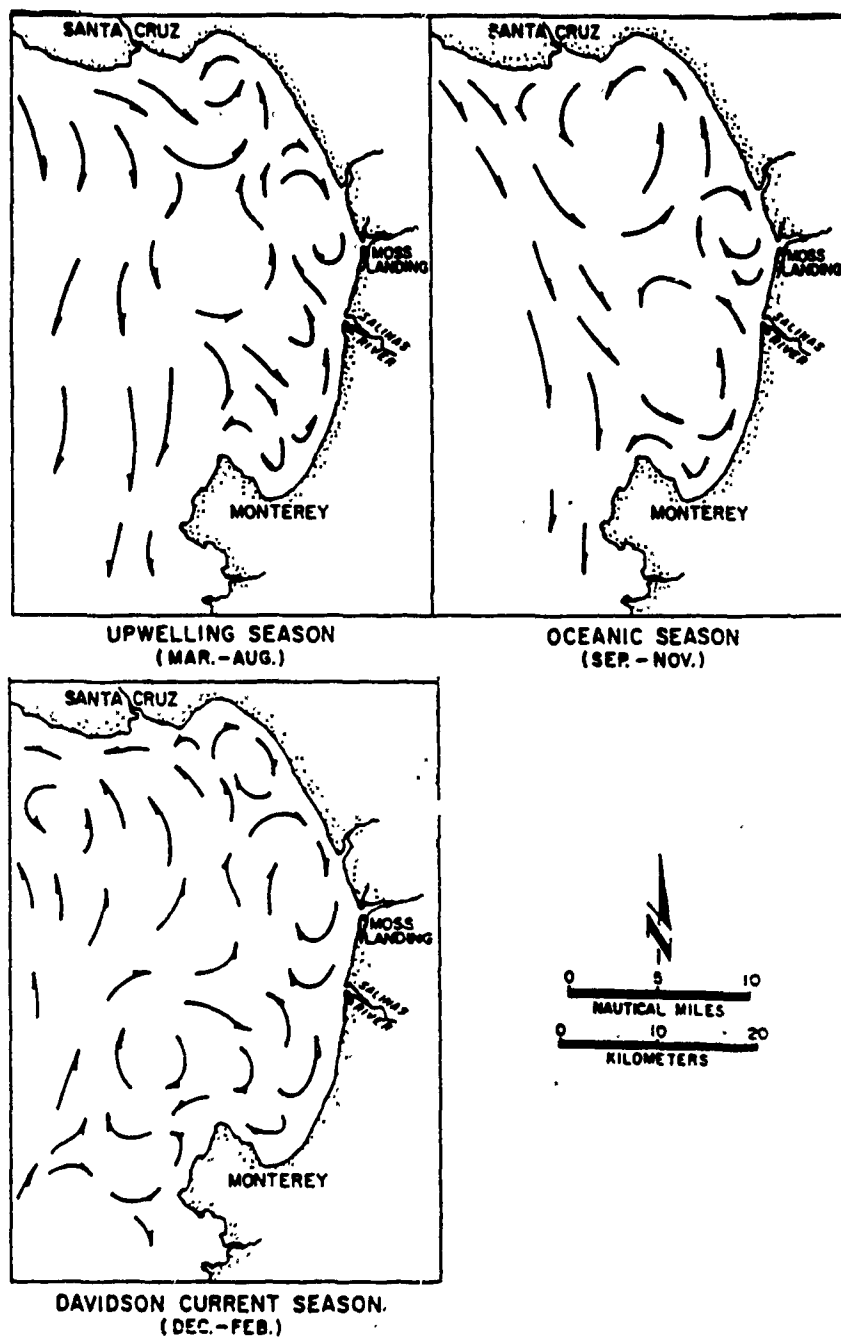 SANTA CRUZ
MOSS
LANDING
SALINAS
RIVER
MONTEREY
UPWELLING SEASON
(MAR.-AUG.)
SANTA CRUZ
MOSS
LANDING
SALINAS
RIVER
MONTEREY
OCEANIC SEASON
(SEP. - NOV.)
SANTA CRUZ
MOSS
LANDING
SALINAS
RIVER
MONTEREY
DAVIDSON CURRENT SEASON.
(DEC.-FEB.)
N
0 5 10
NAUTICAL MILES
0 10 20
KILOMETERS